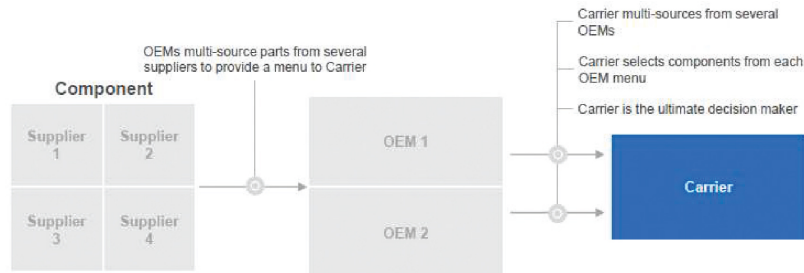 Carrier multi-sources from several
OEMs
OEMs multi-source parts from several
suppliers to provide a menu to Carrier
Carrier selects components from each
OEM menu
Component
Carrier is the ultimate decision maker
Supplier
1
Supplier
2
OEM 1
Carrier
Supplier
3
Supplier
4
OEM 2